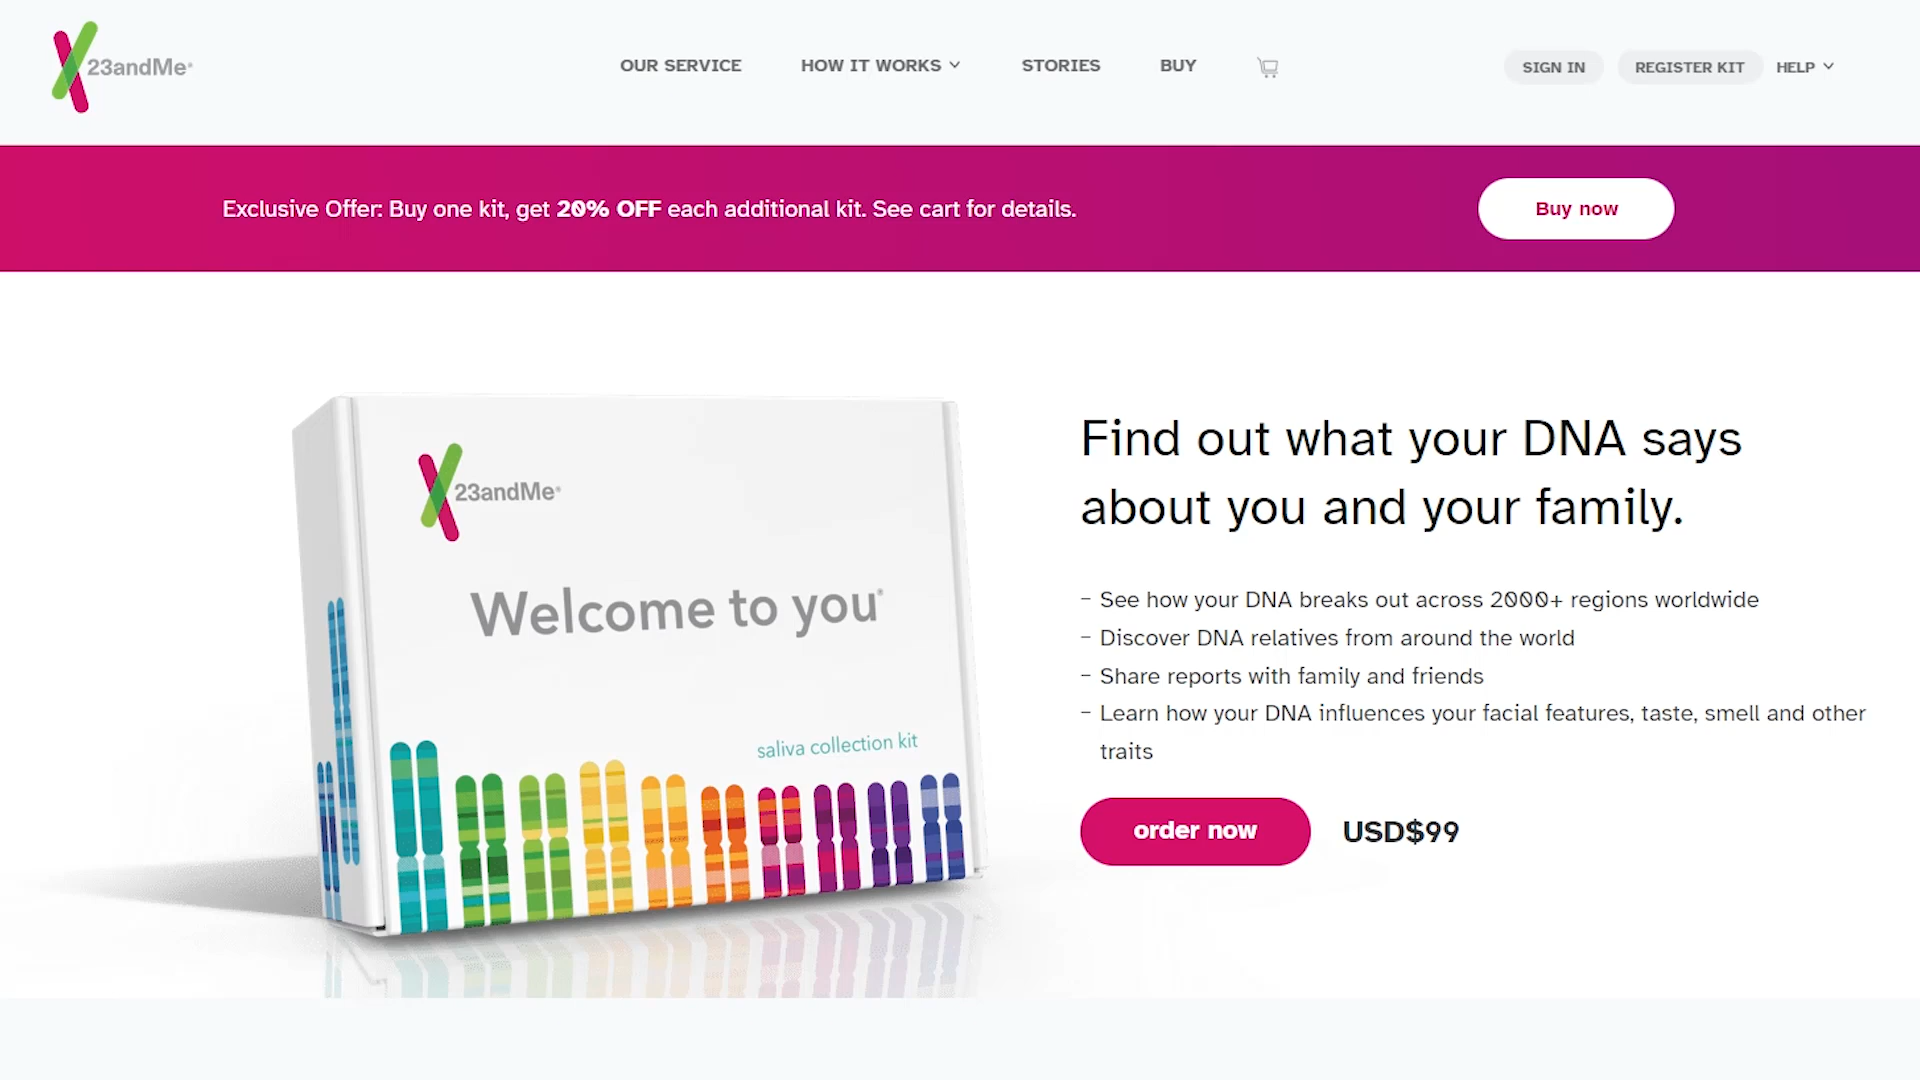 23andMe®
OUR SERVICE
HOW IT WORKS
STORIES
BUY
SIGN IN
REGISTER KIT
HELP
Exclusive Offer: Buy one kit, get 20% OFF each additional kit. See cart for details.
Buy now
23andMe®
Welcome to you®
saliva collection kit
Find out what your DNA says
about you and your family.
– See how your DNA breaks out across 2000+ regions worldwide
– Discover DNA relatives from around the world
– Share reports with family and friends
– Learn how your DNA influences your facial features, taste, smell and other
traits
order now
USD$99